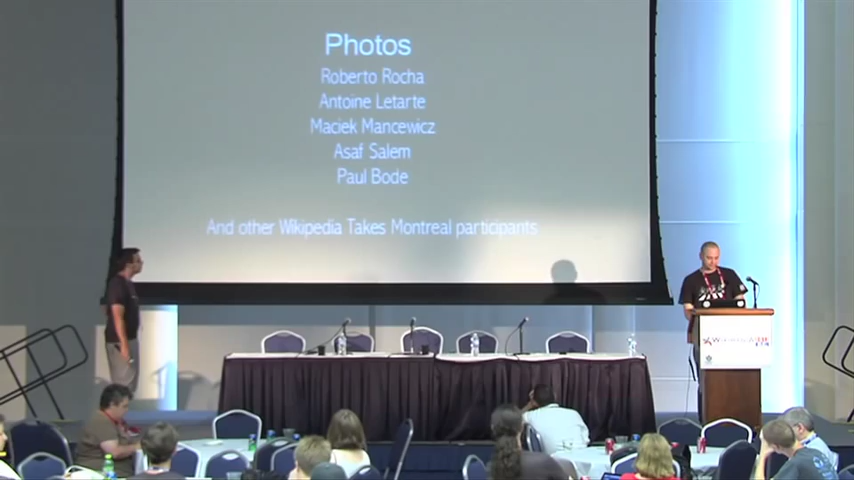 Photos
Roberto Rocha
Antoine Letarte
Maciek Mancewicz
Asaf Salem
Paul Bode
And other Wikipedia Takes Montreal participants